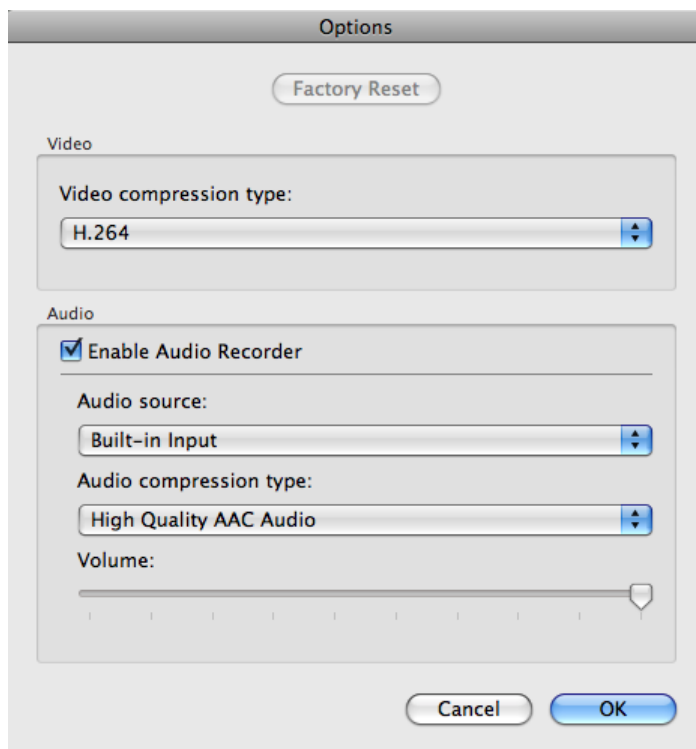 Options
Factory Reset
Video
Video compression type:
H.264
Audio
Enable Audio Recorder
Audio source:
Built-in Input
Audio compression type:
High Quality AAC Audio
Volume:
Cancel
OK